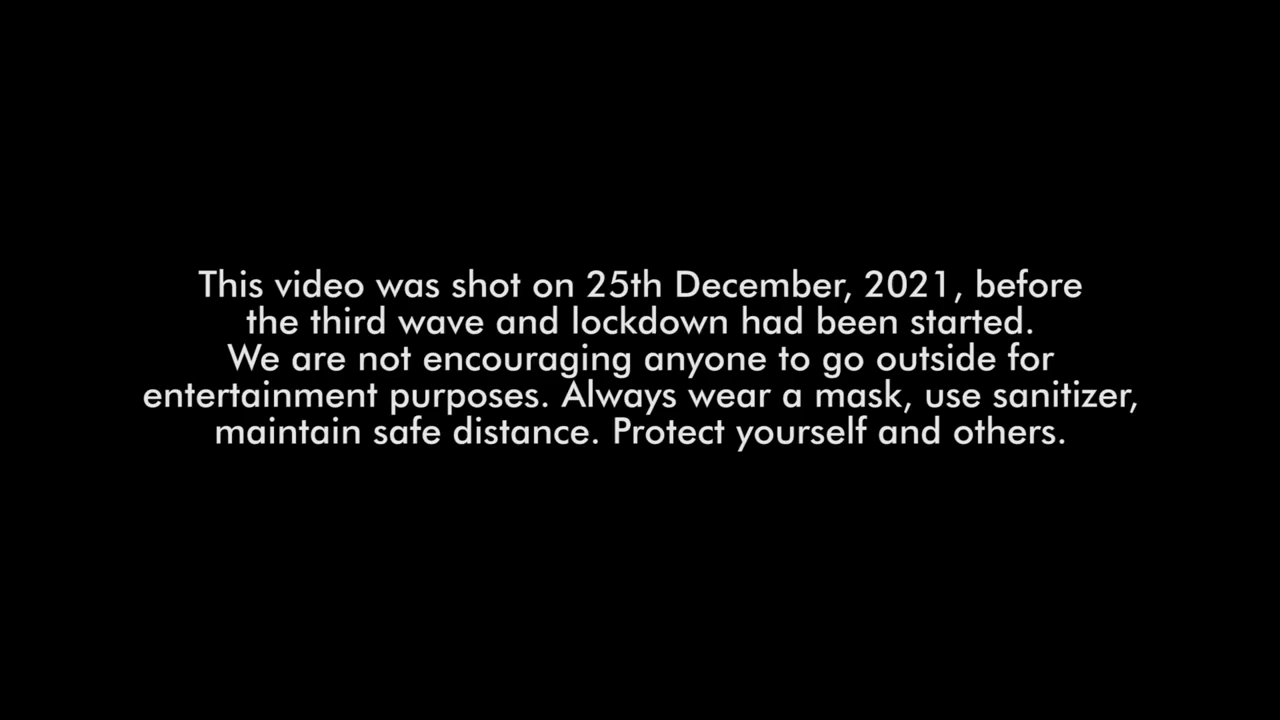 This video was shot on 25th December, 2021, before
the third wave and lockdown had been started.
We are not encouraging anyone to go outside for
entertainment purposes. Always wear a mask, use sanitizer,
maintain safe distance. Protect yourself and others.